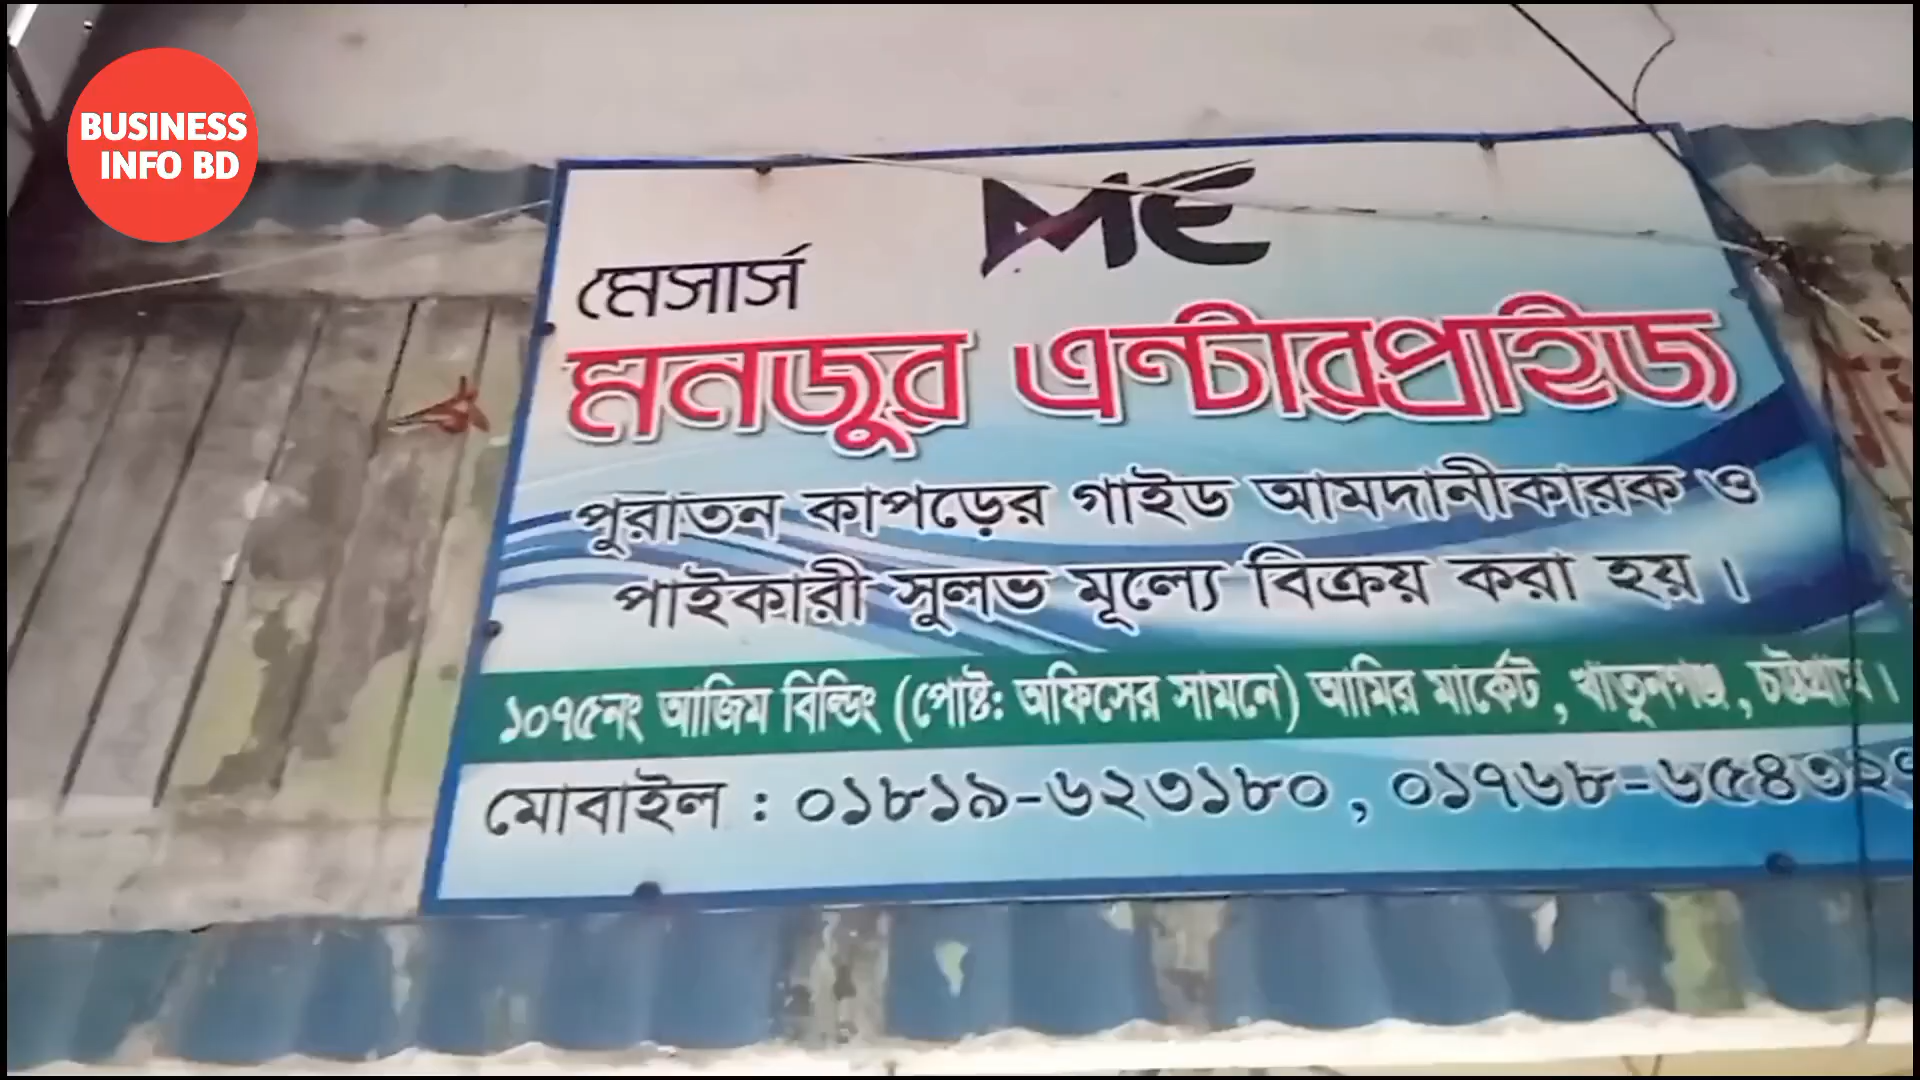 BUSINESS
INFO BD
ME
মেসার্স
মনজুর এন্টারপ্রাইজ
পুরাতন কাপড়ের গাইড আমদানীকারক ও
পাইকারী সুলভ মূল্যে বিক্রয় করা হয়।
১০৭৫নং আজিম বিল্ডিং (পোষ্ট: অফিসের সামনে) আমির মার্কেট, খাতুনগঞ্জ, চট্টগ্রাম।
মোবাইল : ০১৮১৯-৬২৩১৮০, ০১৭৬৮-৬৫৪৩২